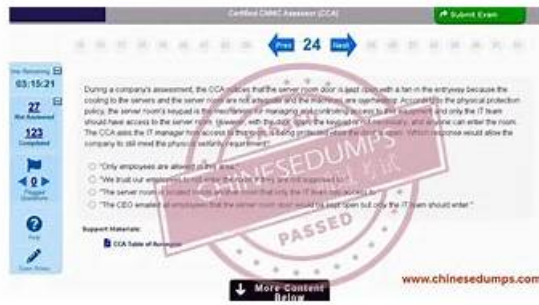 Certified CMMC Assessor (CCA)
Submit Exam
Prev 24 Next
03:15:21
27
Not Answered
123
Completed
0
Flagged
Questions
Help
During a company's assessment, the CCA notices that the server room door is kept open with a fan in the entryway because the
cooling to the servers and the server room are not adequate and the machines are overheating. According to the physical protection
policy, the server room's keypad is the mechanism for managing and controlling access to this equipment and only the IT team
should have access to the server room. However, with the door open, the keypad is not necessary, and anyone can enter the room.
The CCA asks the IT manager how access to this room is being protected while the door is open. Which response would allow the
company to still meet the physical security requirement?
"Only employees are allowed in this area."
"We trust our employees to not enter the room if they are not supposed to."
"The server room is located inside another room that only the IT team has access to."
"The CEO emailed all employees that the server room door would be kept open but only the IT team should enter."
Support Materials:
CCA Table of Acronyms
CHINESEDUMPS
PASSED
More Content
Below
www.chinesedumps.com